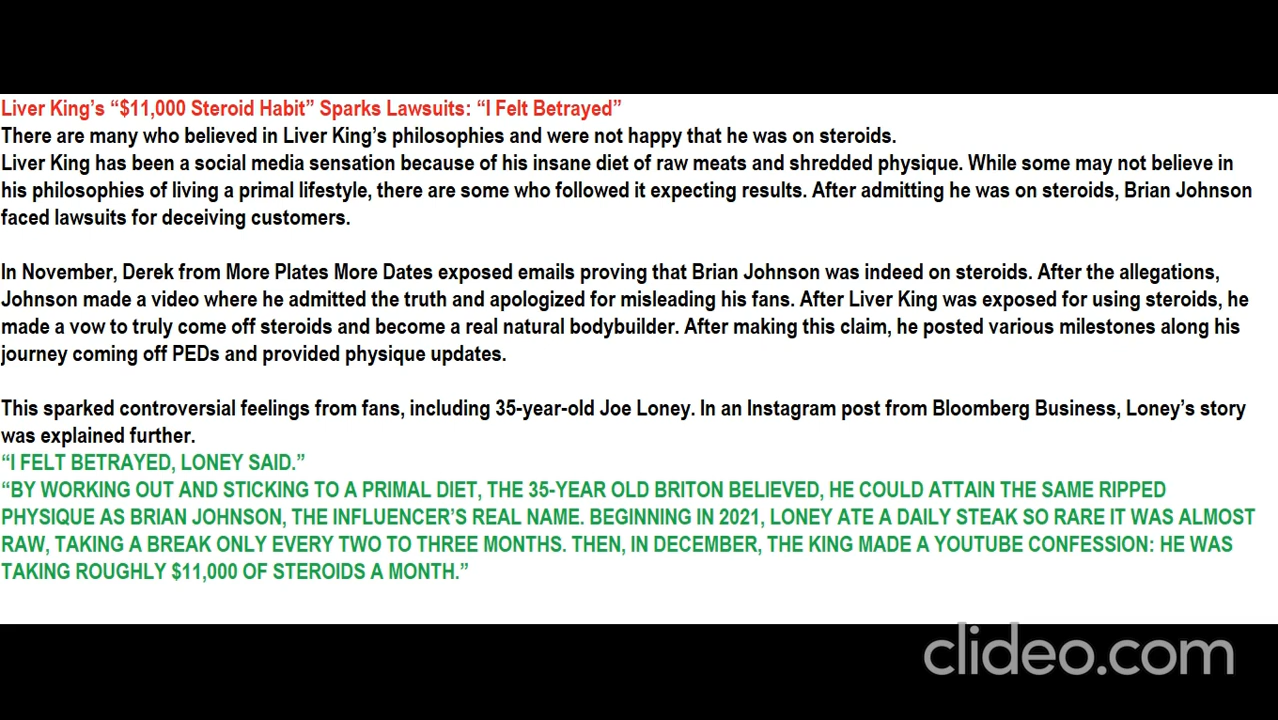 Liver King’s “$11,000 Steroid Habit” Sparks Lawsuits: “I Felt Betrayed”
There are many who believed in Liver King’s philosophies and were not happy that he was on steroids.
Liver King has been a social media sensation because of his insane diet of raw meats and shredded physique. While some may not believe in
his philosophies of living a primal lifestyle, there are some who followed it expecting results. After admitting he was on steroids, Brian Johnson
faced lawsuits for deceiving customers.
In November, Derek from More Plates More Dates exposed emails proving that Brian Johnson was indeed on steroids. After the allegations,
Johnson made a video where he admitted the truth and apologized for misleading his fans. After Liver King was exposed for using steroids, he
made a vow to truly come off steroids and become a real natural bodybuilder. After making this claim, he posted various milestones along his
journey coming off PEDs and provided physique updates.
This sparked controversial feelings from fans, including 35-year-old Joe Loney. In an Instagram post from Bloomberg Business, Loney’s story
was explained further.
“I FELT BETRAYED, LONEY SAID.”
“BY WORKING OUT AND STICKING TO A PRIMAL DIET, THE 35-YEAR OLD BRITON BELIEVED, HE COULD ATTAIN THE SAME RIPPED
PHYSIQUE AS BRIAN JOHNSON, THE INFLUENCER’S REAL NAME. BEGINNING IN 2021, LONEY ATE A DAILY STEAK SO RARE IT WAS ALMOST
RAW, TAKING A BREAK ONLY EVERY TWO TO THREE MONTHS. THEN, IN DECEMBER, THE KING MADE A YOUTUBE CONFESSION: HE WAS
TAKING ROUGHLY $11,000 OF STEROIDS A MONTH.”
clideo.com